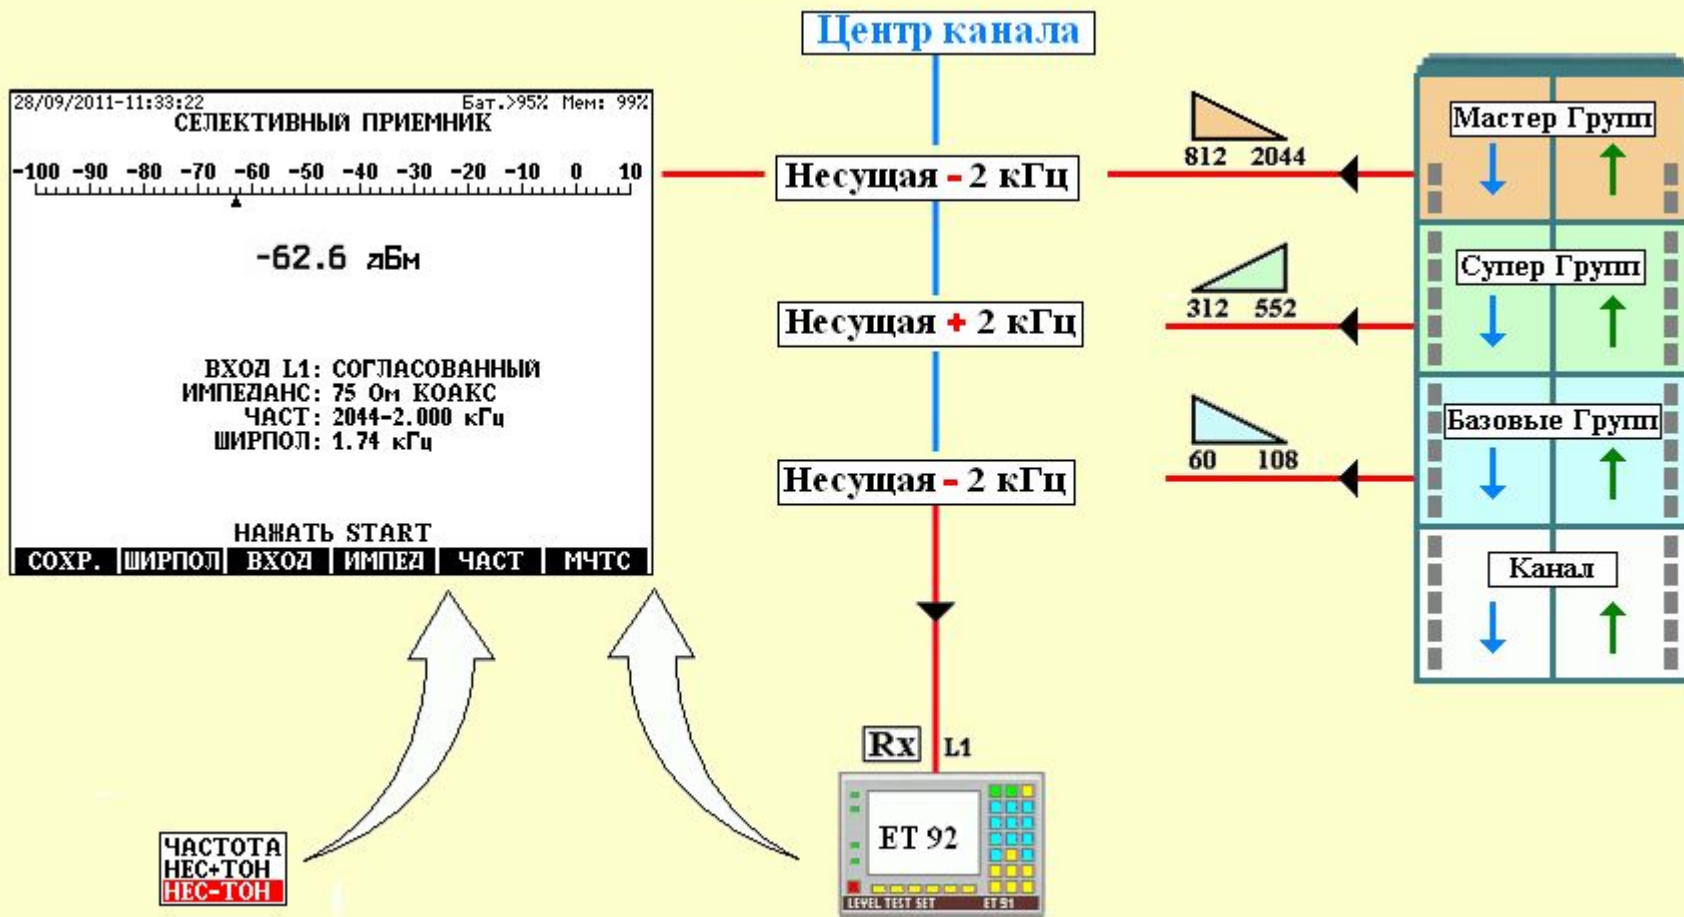 Центр канала
28/09/2011-11:33:22 Бат.>95% Мем: 99%
СЕЛЕКТИВНЫЙ ПРИЕМНИК
-100 -90 -80 -70 -60 -50 -40 -30 -20 -10 0 10
-62.6 дБм
ВХОД L1: СОГЛАСОВАННЫЙ
ИМПЕДАНС: 75 Ом КОАКС
ЧАСТ: 2044-2.000 кГц
ШИРПОЛ: 1.74 кГц
НАЖАТЬ START
СОХР. ШИРПОЛ ВХОД ИМПЕД ЧАСТ МЧТС
Несущая - 2 кГц
Несущая + 2 кГц
Несущая - 2 кГц
812 2044
312 552
60 108
Мастер Групп
Супер Групп
Базовые Групп
Канал
Rx L1
ET 92
LEVEL TEST SET ET 91
ЧАСТОТА
НЕС+ТОН
НЕС-ТОН